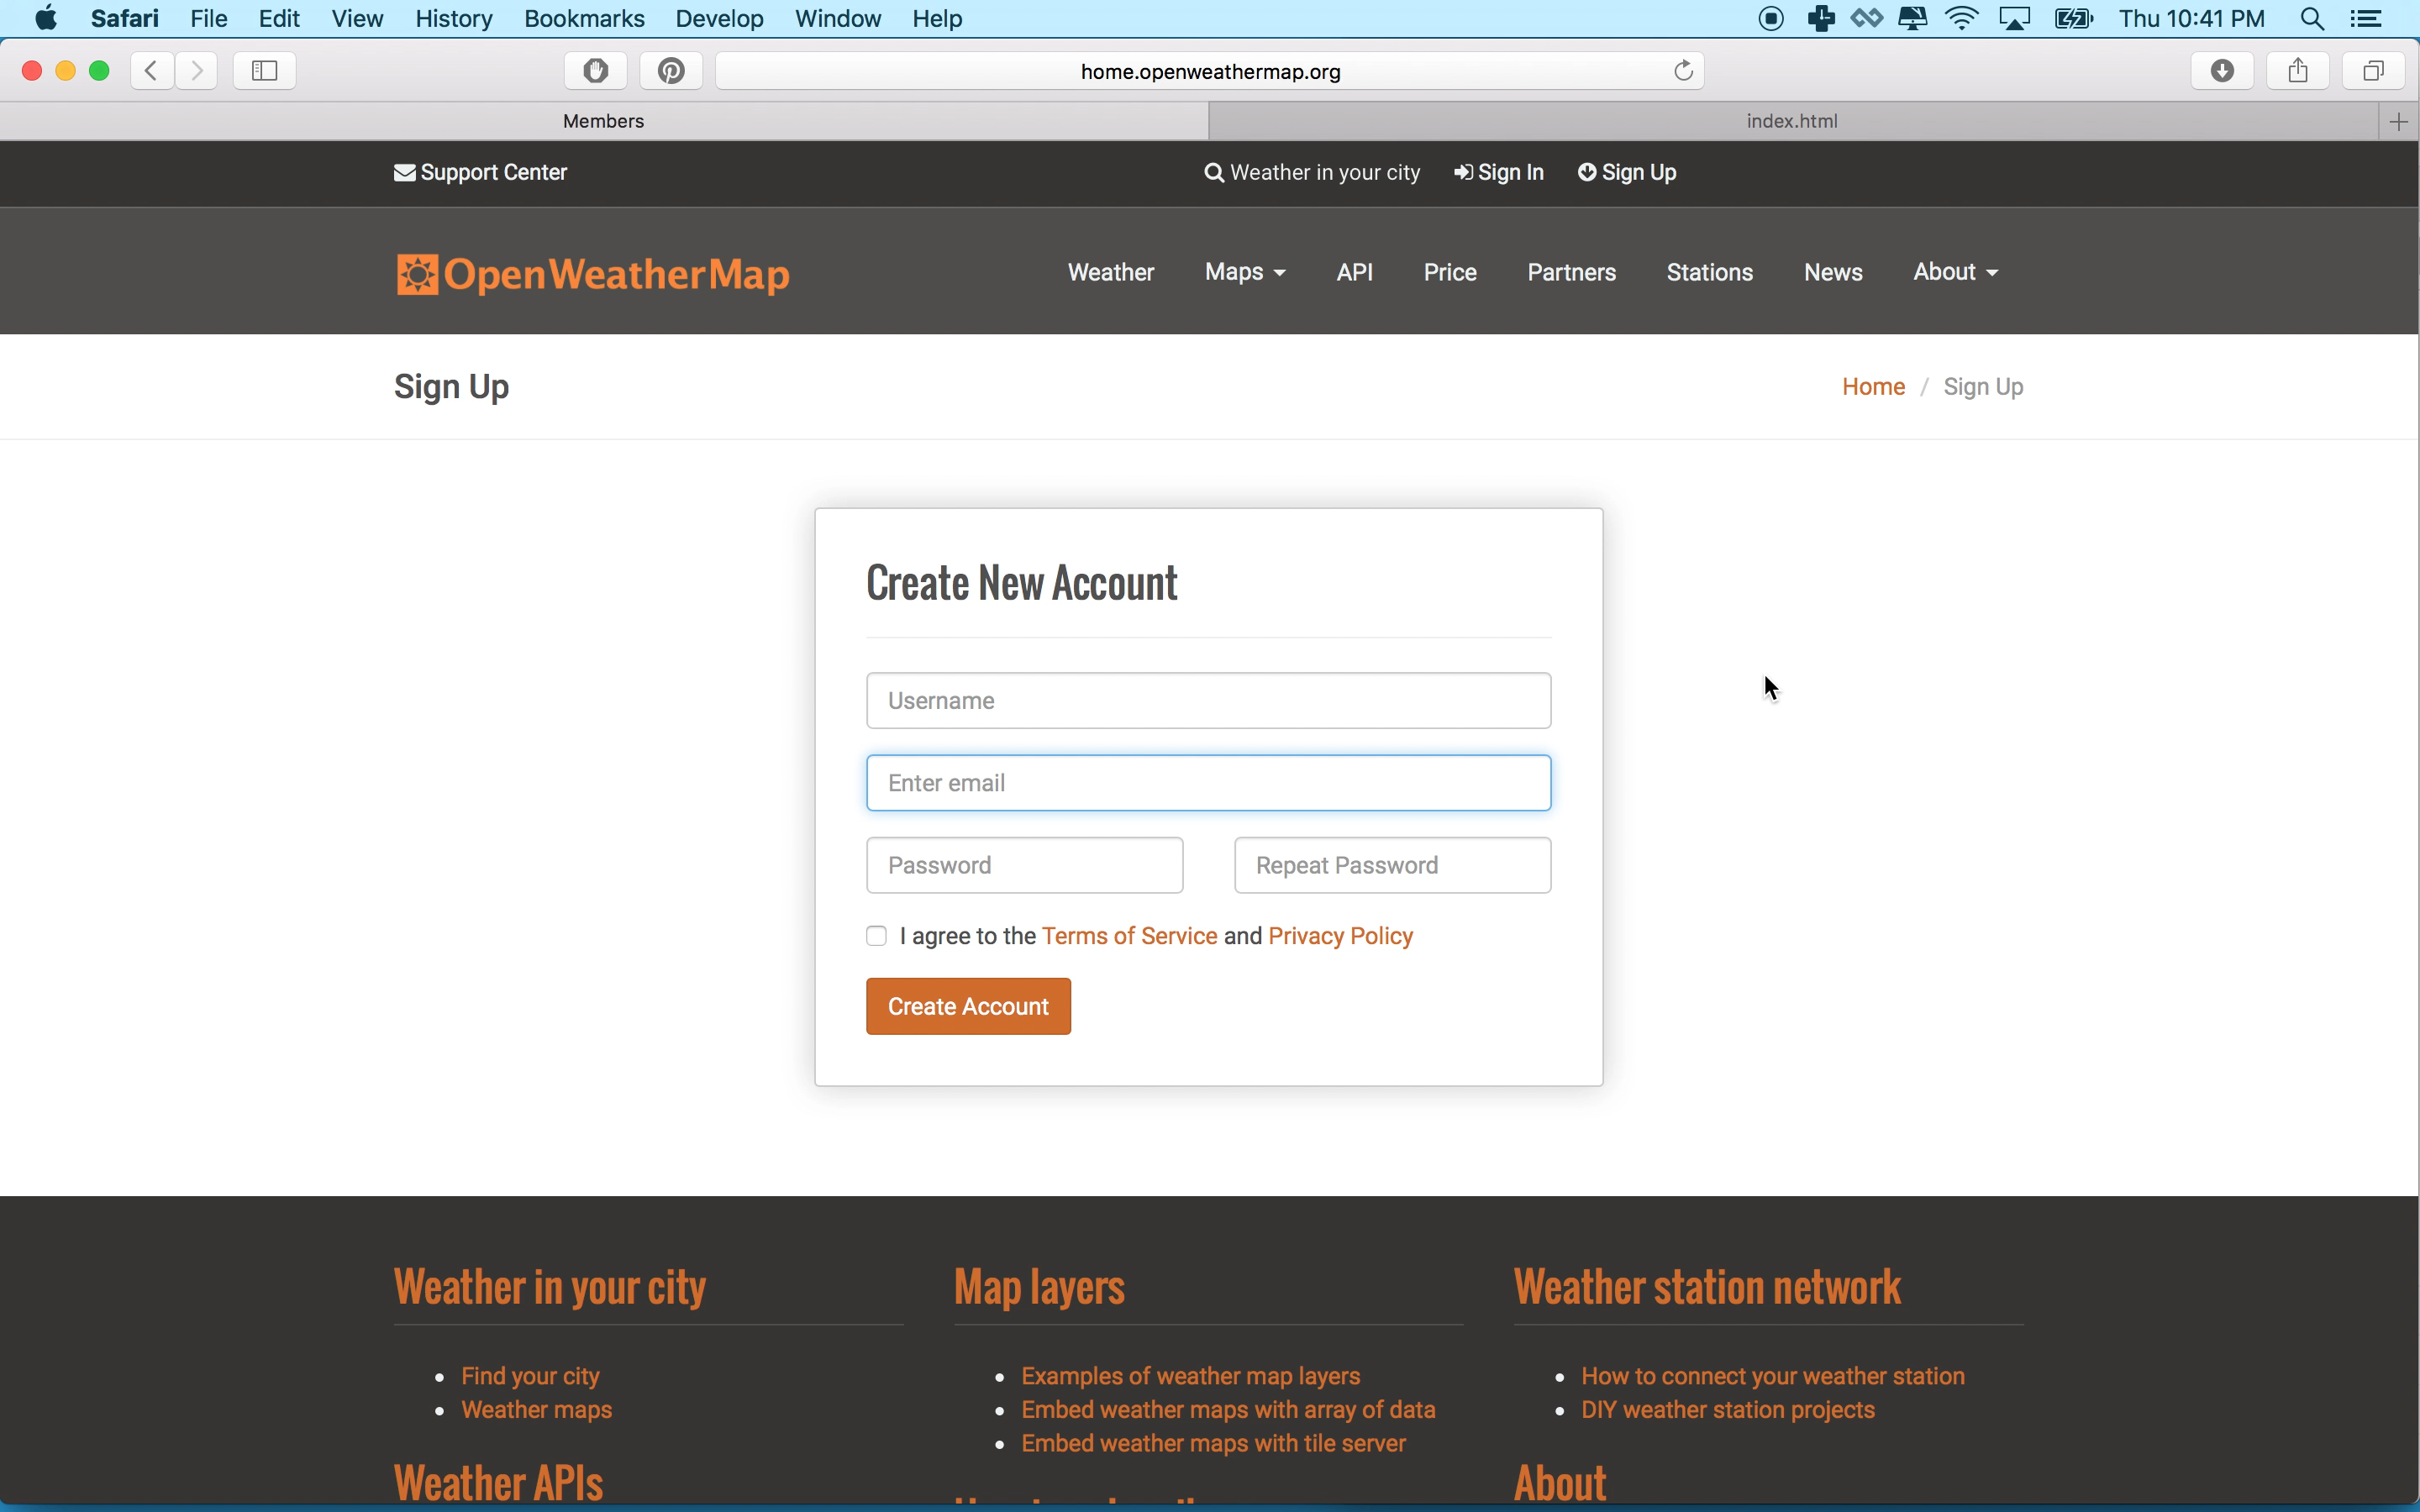 Safari File Edit View History Bookmarks Develop Window Help Thu 10:41 PM
home.openweathermap.org
Members index.html
Support Center Weather in your city Sign In Sign Up
OpenWeatherMap Weather Maps API Price Partners Stations News About
Sign Up Home / Sign Up
Create New Account
Username
Enter email
Password Repeat Password
I agree to the Terms of Service and Privacy Policy
Create Account
Weather in your city Map layers Weather station network
Find your city Examples of weather map layers How to connect your weather station
Weather maps Embed weather maps with array of data DIY weather station projects
Embed weather maps with tile server
Weather APIs About